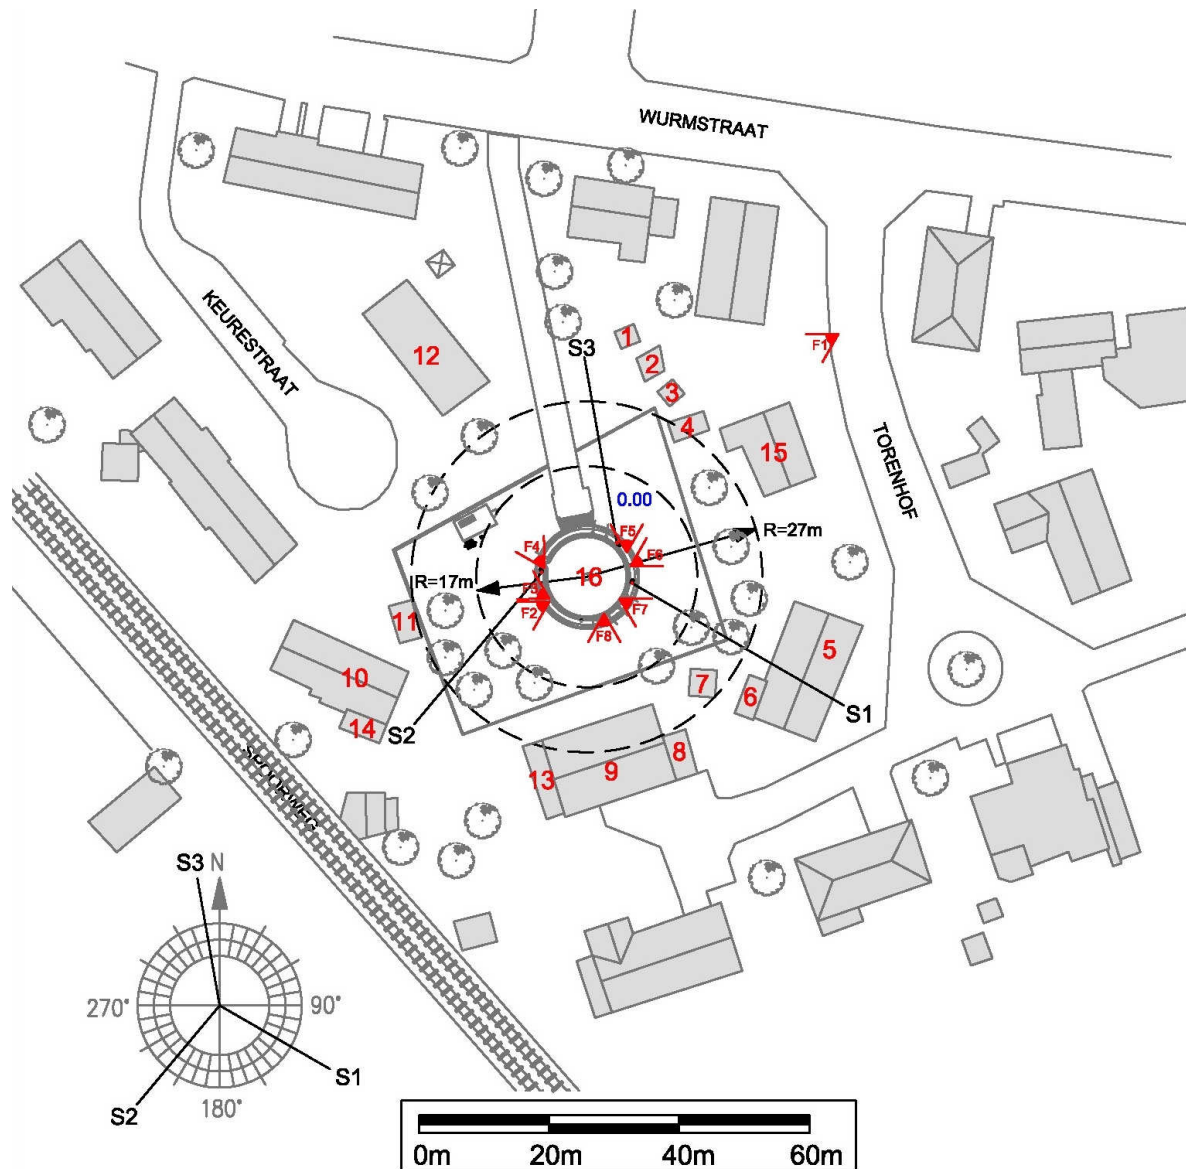 WURMSTRAAT
KEURESTRAAT
1
S3
2
12
F1
3
4
15
TORENHOF
0.00
F5
R=27m
F4
F6
16
R=17m
F3
F2
F7
11
F8
5
10
7
6
14
S2
S1
8
13
9
SPOORWEG
S3 N
270°
90°
S1
S2
180°
0m 20m 40m 60m